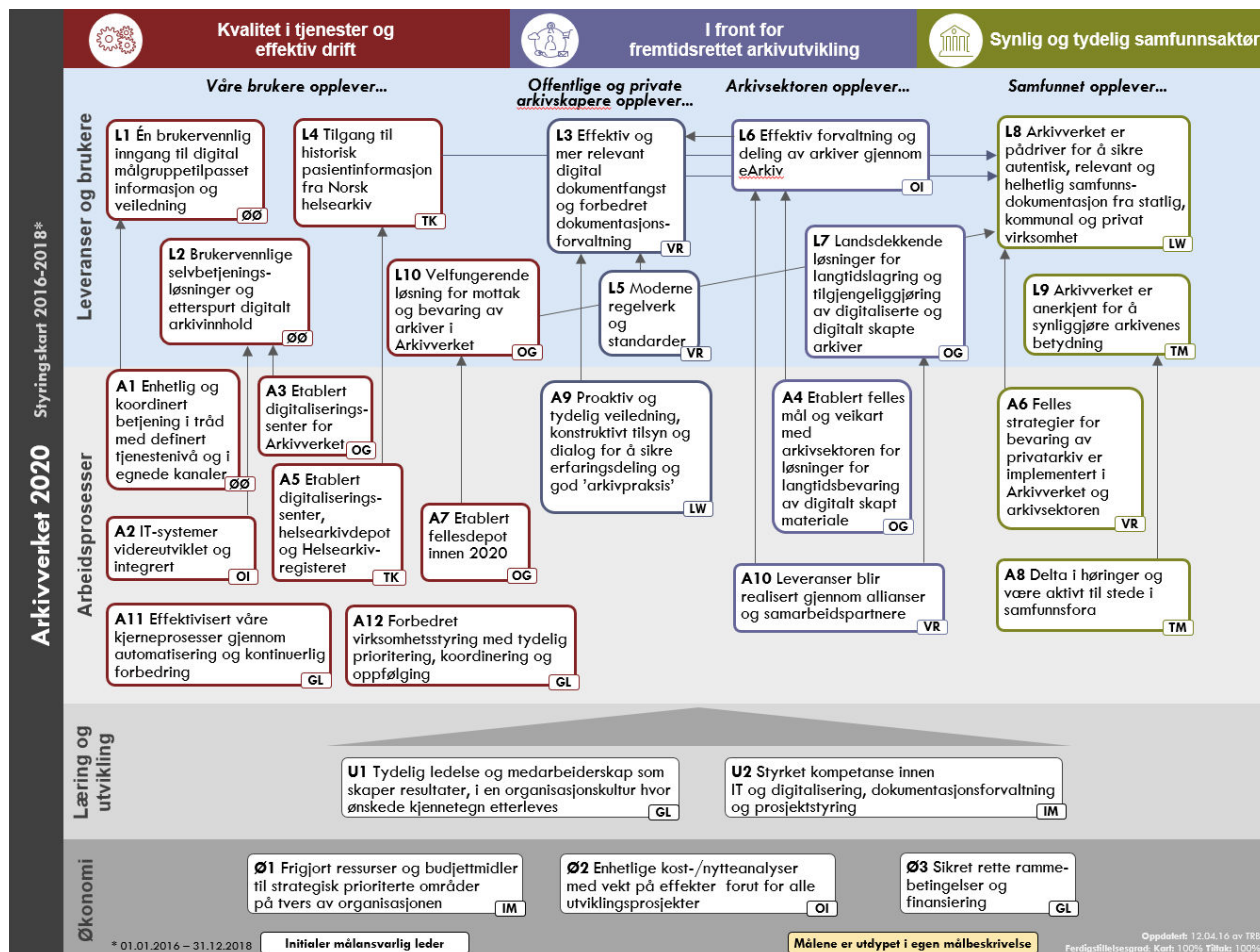 Arkivverket 2020 Styringskart 2016-2018*
Kvalitet i tjenester og
effektiv drift
I front for
fremtidsrettet arkivutvikling
Synlig og tydelig samfunnsaktør
Leveranser og brukere
Våre brukere opplever...
Offentlige og private
arkivskapere opplever...
Arkivsektoren opplever...
Samfunnet opplever...
L1 Én brukervennlig
inngang til digital
målgruppetilpasset
informasjon og
veiledning
ØØ
L4 Tilgang til
historisk
pasientinformasjon
fra Norsk
helsearkiv
TK
L2 Brukervennlige
selvbetjenings-
løsninger og
etterspurt digitalt
arkivinnhold
ØØ
L10 Velfungerende
løsning for mottak
og bevaring av
arkiver i
Arkivverket
OG
L3 Effektiv og
mer relevant
digital
dokumentfangst
og forbedret
dokumentasjons-
forvaltning
VR
L5 Moderne
regelverk
og
standarder
VR
L6 Effektiv forvaltning og
deling av arkiver gjennom
eArkiv
OI
L7 Landsdekkende
løsninger for
langtidslagring og
tilgjengeliggjøring
av digitaliserte og
digitalt skapte
arkiver
OG
L8 Arkivverket er
pådriver for å sikre
autentisk, relevant og
helhetlig samfunns-
dokumentasjon fra statlig,
kommunal og privat
virksomhet
LW
L9 Arkivverket er
anerkjent for å
synliggjøre arkivenes
betydning
TM
Arbeidsprosesser
A1 Enhetlig og
koordinert
betjening i tråd
med definert
tjenestenivå og i
egnede kanaler
ØØ
A3 Etablert
digitaliserings-
senter for
Arkivverket
OG
A2 IT-systemer
videreutviklet og
integrert
OI
A5 Etablert
digitaliserings-
senter,
helsearkivdepot
og Helsearkiv-
registeret
TK
A7 Etablert
fellesdepot
innen 2020
OG
A11 Effektivisert våre
kjerneprosesser gjennom
automatisering og kontinuerlig
forbedring
GL
A12 Forbedret
virksomhetsstyring med tydelig
prioritering, koordinering og
oppfølging
GL
A9 Proaktiv og
tydelig veiledning,
konstruktivt tilsyn og
dialog for å sikre
erfaringsdeling og
god ’arkivpraksis’
LW
A4 Etablert felles
mål og veikart
med
arkivsektoren for
løsninger for
langtidsbevaring
av digitalt skapt
materiale
OG
A10 Leveranser blir
realisert gjennom allianser
og samarbeidspartnere
VR
A6 Felles
strategier for
bevaring av
privatarkiv er
implementert i
Arkivverket og
arkivsektoren
VR
A8 Delta i høringer og
være aktivt til stede i
samfunnsfora
TM
Læring og
utvikling
U1 Tydelig ledelse og medarbeiderskap som
skaper resultater, i en organisasjonskultur hvor
ønskede kjennetegn etterleves
GL
U2 Styrket kompetanse innen
IT og digitalisering, dokumentasjonsforvaltning
og prosjektstyring
IM
Økonomi
Ø1 Frigjort ressurser og budjettmidler
til strategisk prioriterte områder
på tvers av organisasjonen
IM
Ø2 Enhetlige kost-/nytteanalyser
med vekt på effekter forut for alle
utviklingsprosjekter
OI
Ø3 Sikret rette ramme-
betingelser og
finansiering
GL
* 01.01.2016 – 31.12.2018
Initialer målansvarlig leder
Målene er utdypet i egen målbeskrivelse
Oppdatert: 12.04.16 av TRB
Ferdigstillelsesgrad: Kart: 100% Tiltak: 100%